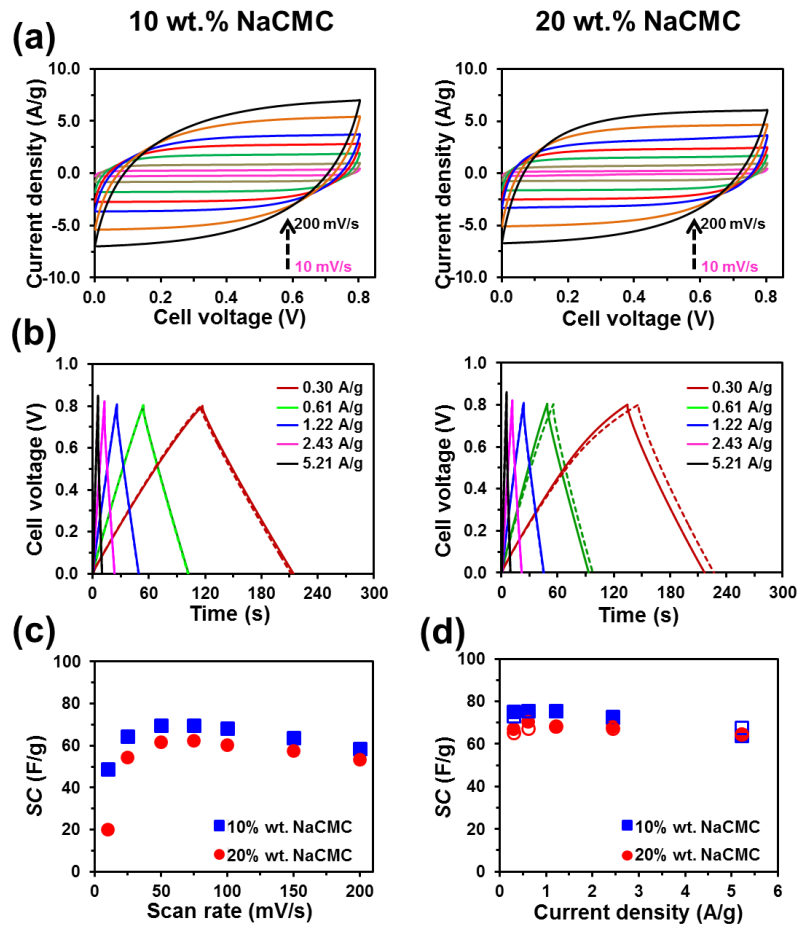 (a)
10 wt.% NaCMC
20 wt.% NaCMC
Current density (A/g)
10.0
5.0
0.0
-5.0
-10.0
200 mV/s
10 mV/s
0.0 0.2 0.4 0.6 0.8
Cell voltage (V)
Current density (A/g)
10.0
5.0
0.0
-5.0
-10.0
200 mV/s
10 mV/s
0.0 0.2 0.4 0.6 0.8
Cell voltage (V)
(b)
Cell voltage (V)
1.0
0.8
0.6
0.4
0.2
0.0
0.30 A/g
0.61 A/g
1.22 A/g
2.43 A/g
5.21 A/g
0 60 120 180 240 300
Time (s)
Cell voltage (V)
1.0
0.8
0.6
0.4
0.2
0.0
0.30 A/g
0.61 A/g
1.22 A/g
2.43 A/g
5.21 A/g
0 60 120 180 240 300
Time (s)
(c)
SC (F/g)
100
80
60
40
20
0
10% wt. NaCMC
20% wt. NaCMC
0 50 100 150 200
Scan rate (mV/s)
(d)
SC (F/g)
100
80
60
40
20
0
10% wt. NaCMC
20% wt. NaCMC
0 1 2 3 4 5 6
Current density (A/g)